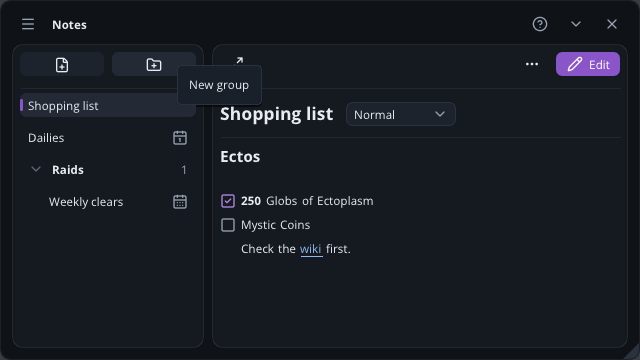 Notes
Edit
New group
Shopping list
Dailies
Raids 1
Weekly clears
Shopping list Normal
Ectos
250 Globs of Ectoplasm
Mystic Coins
Check the wiki first.